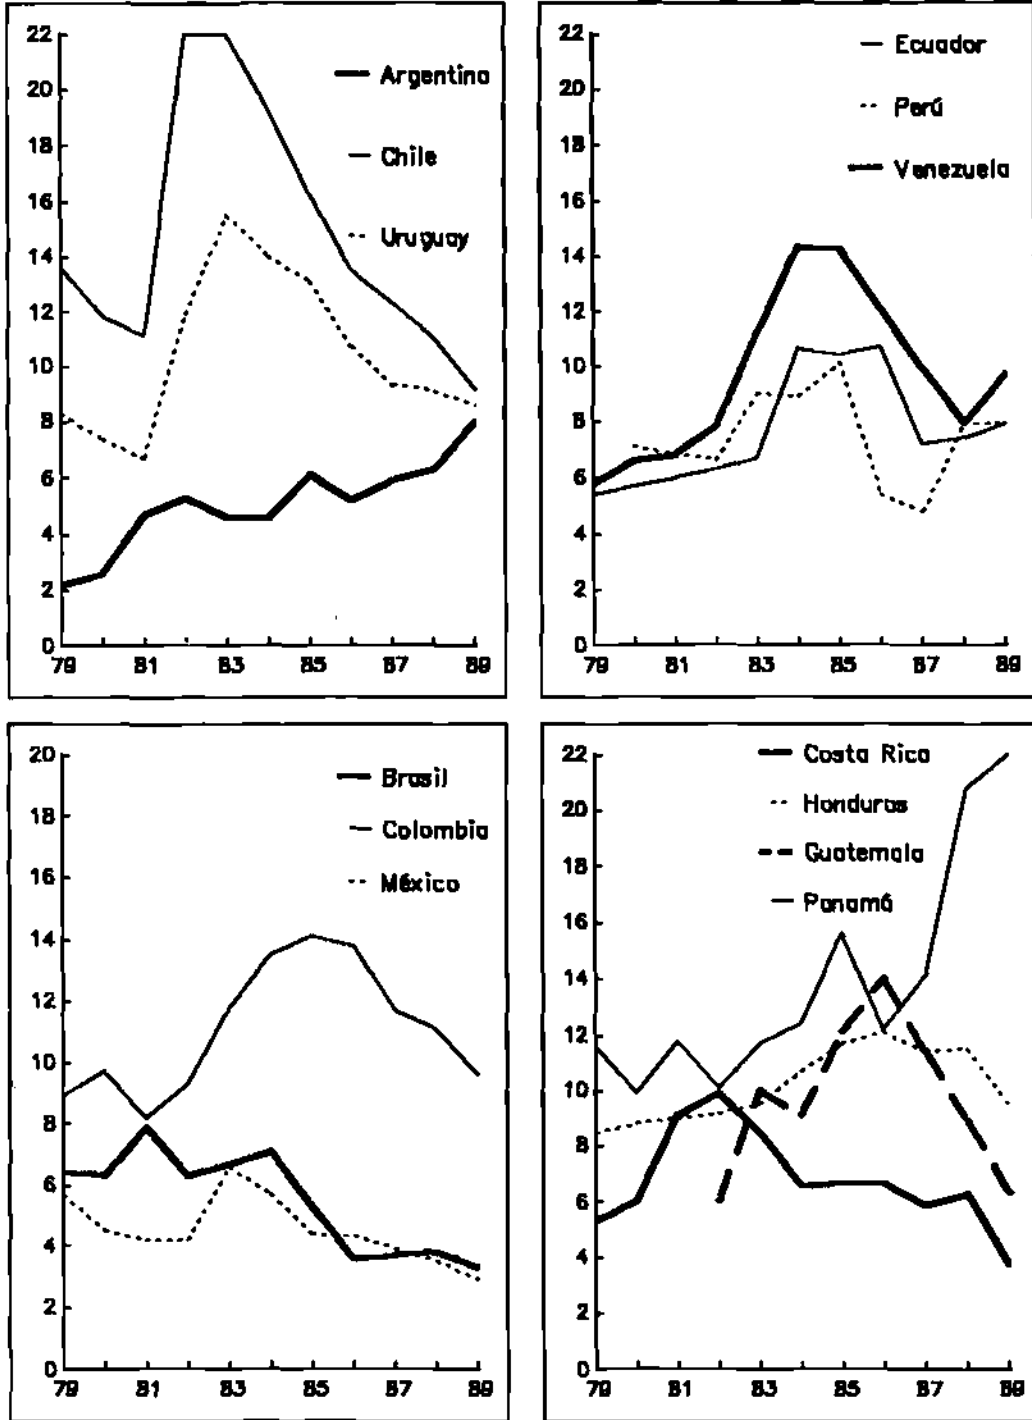 22
20
18
16
14
12
10
8
6
4
2
0
79 81 83 85 87 89
Argentina
Chile
Uruguay
22
20
18
16
14
12
10
8
6
4
2
0
79 81 83 85 87 89
Ecuador
Perú
Venezuela
20
18
16
14
12
10
8
6
4
2
0
79 81 83 85 87 89
Brasil
Colombia
México
22
20
18
16
14
12
10
8
6
4
2
0
79 81 83 85 87 89
Costa Rica
Honduras
Guatemala
Panamá